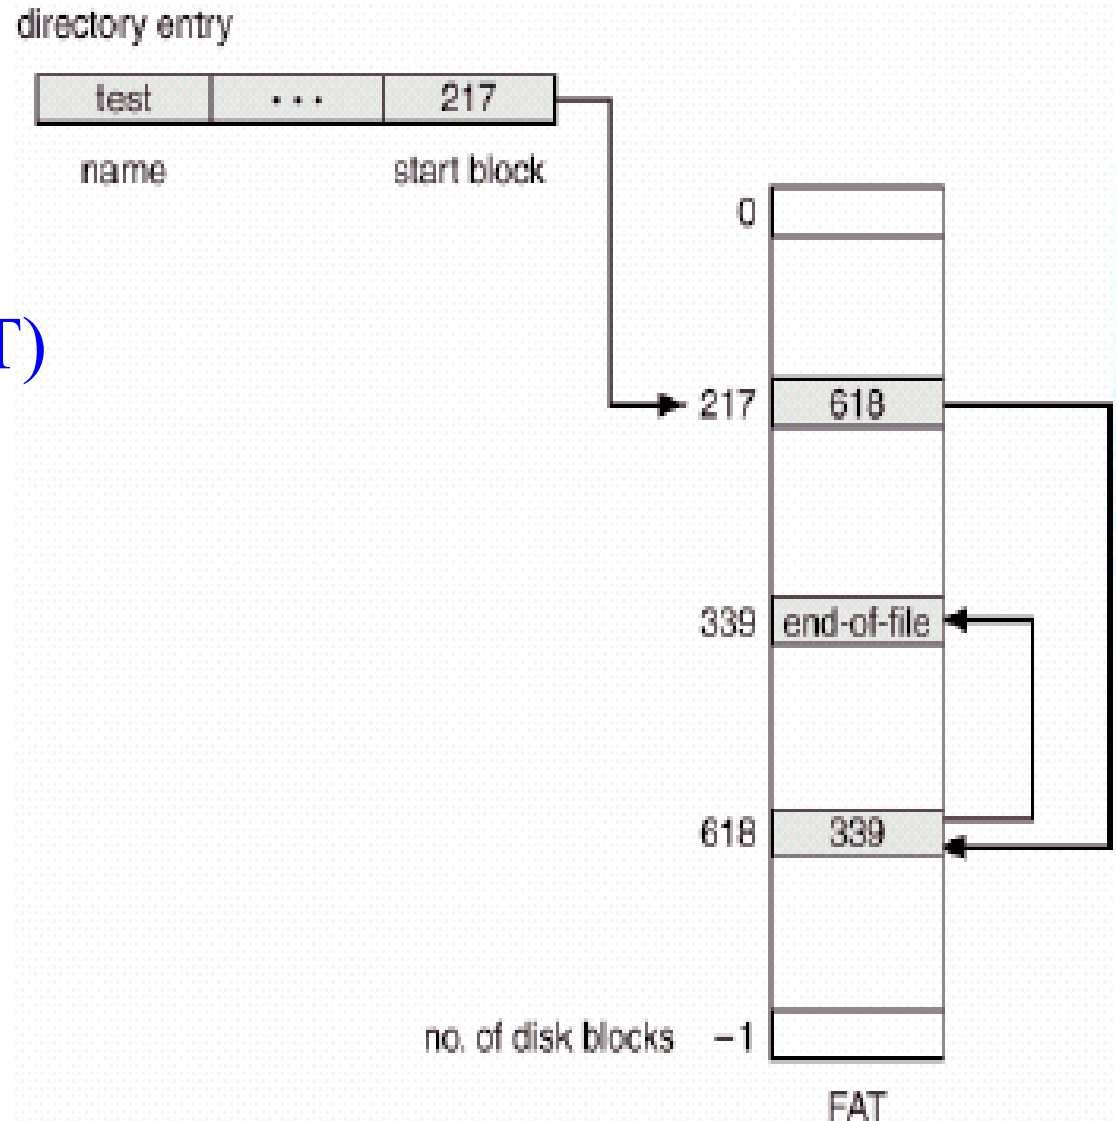 directory entry
test ... 217
name start block
0
T)
217 618
339 end-of-file
618 339
no. of disk blocks –1
FAT